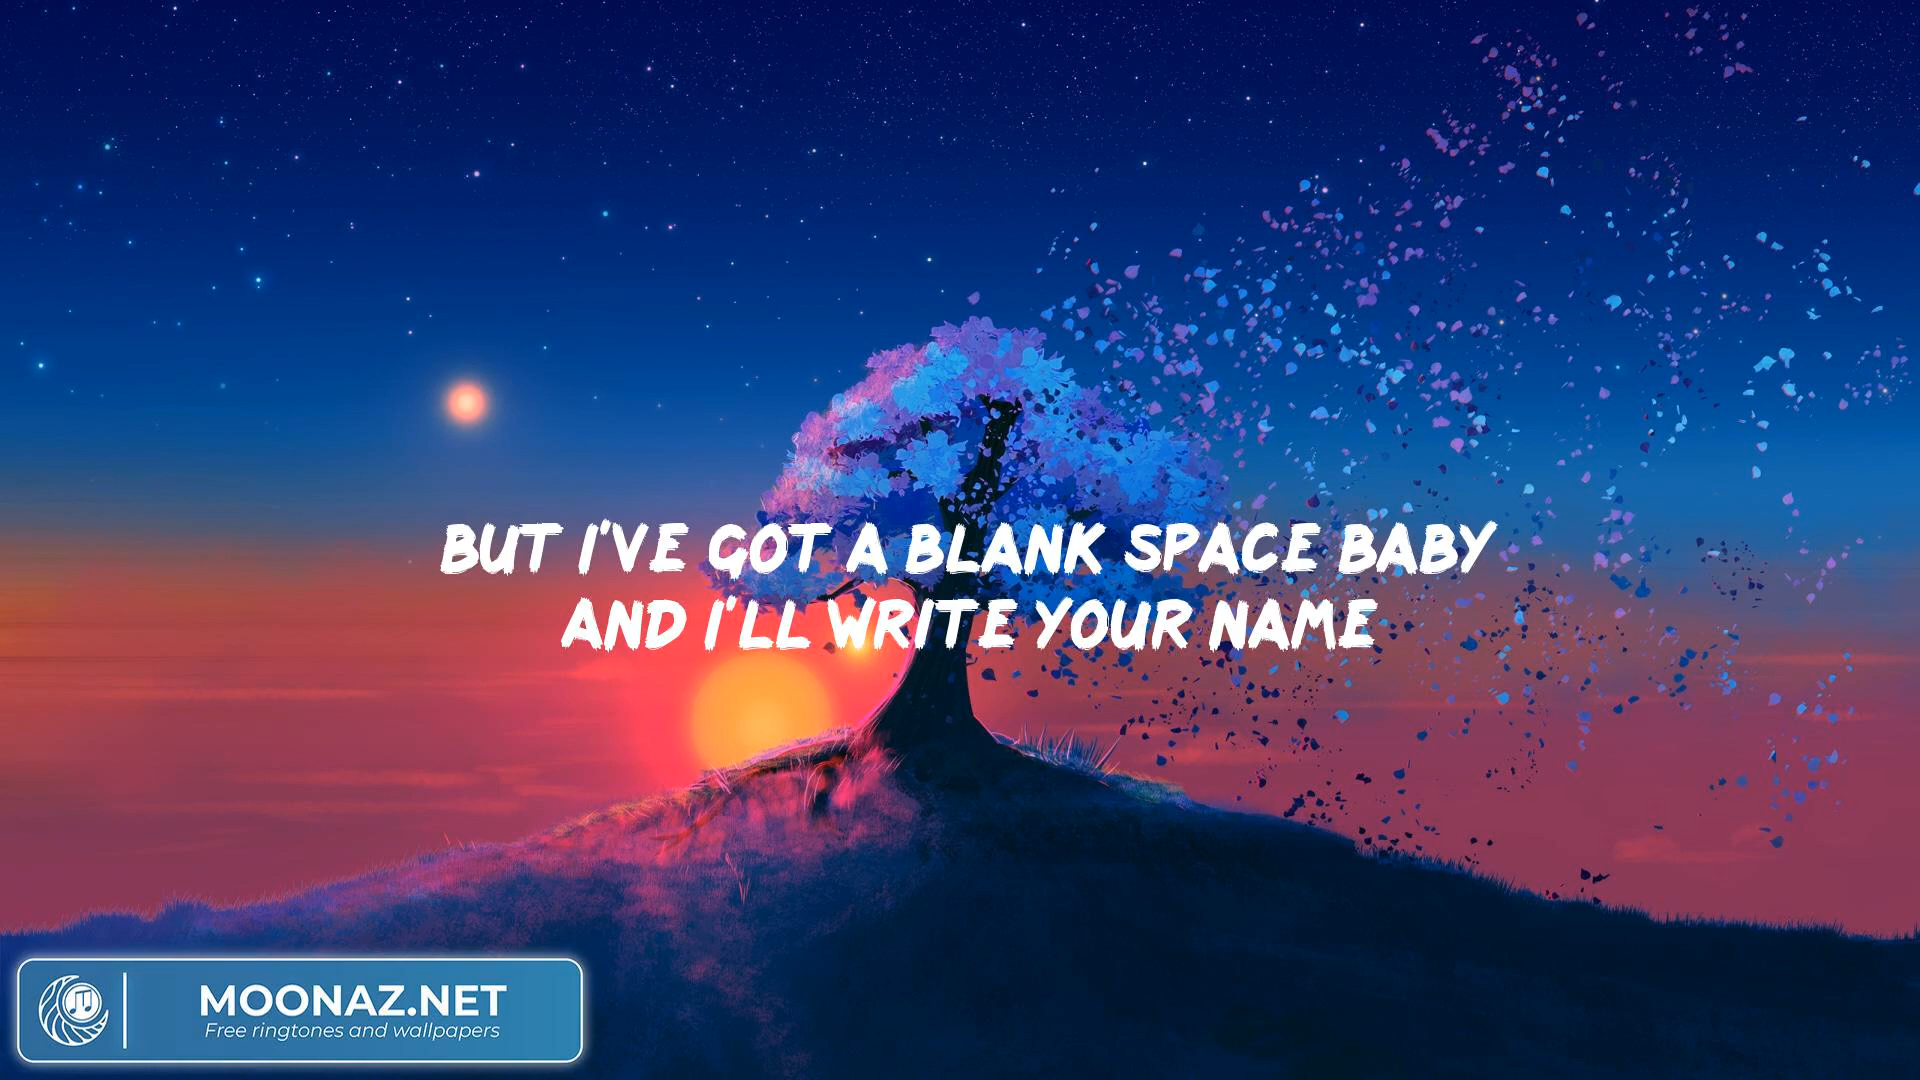 BUT I'VE GOT A BLANK SPACE BABY
AND I'LL WRITE YOUR NAME
MOONAZ.NET
Free ringtones and wallpapers